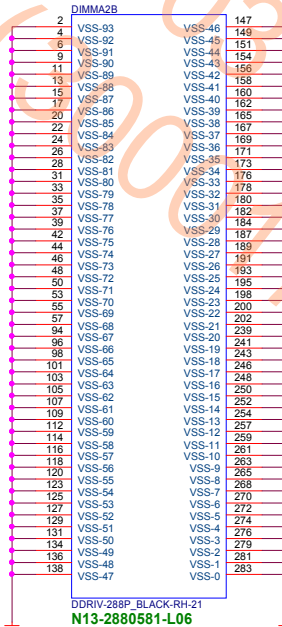 DIMMA2B
2 VSS-93 VSS-46 147
4 VSS-92 VSS-45 149
6 VSS-91 VSS-44 151
9 VSS-90 VSS-43 154
11 VSS-89 VSS-42 156
13 VSS-88 VSS-41 158
15 VSS-87 VSS-40 160
17 VSS-86 VSS-39 162
20 VSS-85 VSS-38 165
22 VSS-84 VSS-37 167
24 VSS-83 VSS-36 169
26 VSS-82 VSS-35 171
28 VSS-81 VSS-34 173
31 VSS-80 VSS-33 176
33 VSS-79 VSS-32 178
35 VSS-78 VSS-31 180
37 VSS-77 VSS-30 182
39 VSS-76 VSS-29 184
42 VSS-75 VSS-28 187
44 VSS-74 VSS-27 189
46 VSS-73 VSS-26 191
48 VSS-72 VSS-25 193
50 VSS-71 VSS-24 195
53 VSS-70 VSS-23 198
55 VSS-69 VSS-22 200
57 VSS-68 VSS-21 202
94 VSS-67 VSS-20 239
96 VSS-66 VSS-19 241
98 VSS-65 VSS-18 243
101 VSS-64 VSS-17 246
103 VSS-63 VSS-16 248
105 VSS-62 VSS-15 250
107 VSS-61 VSS-14 252
109 VSS-60 VSS-13 254
112 VSS-59 VSS-12 257
114 VSS-58 VSS-11 259
116 VSS-57 VSS-10 261
118 VSS-56 VSS-9 263
120 VSS-55 VSS-8 265
123 VSS-54 VSS-7 268
125 VSS-53 VSS-6 270
127 VSS-52 VSS-5 272
129 VSS-51 VSS-4 274
131 VSS-50 VSS-3 276
134 VSS-49 VSS-2 279
136 VSS-48 VSS-1 281
138 VSS-47 VSS-0 283
DDRIV-288P_BLACK-RH-21
N13-2880581-L06